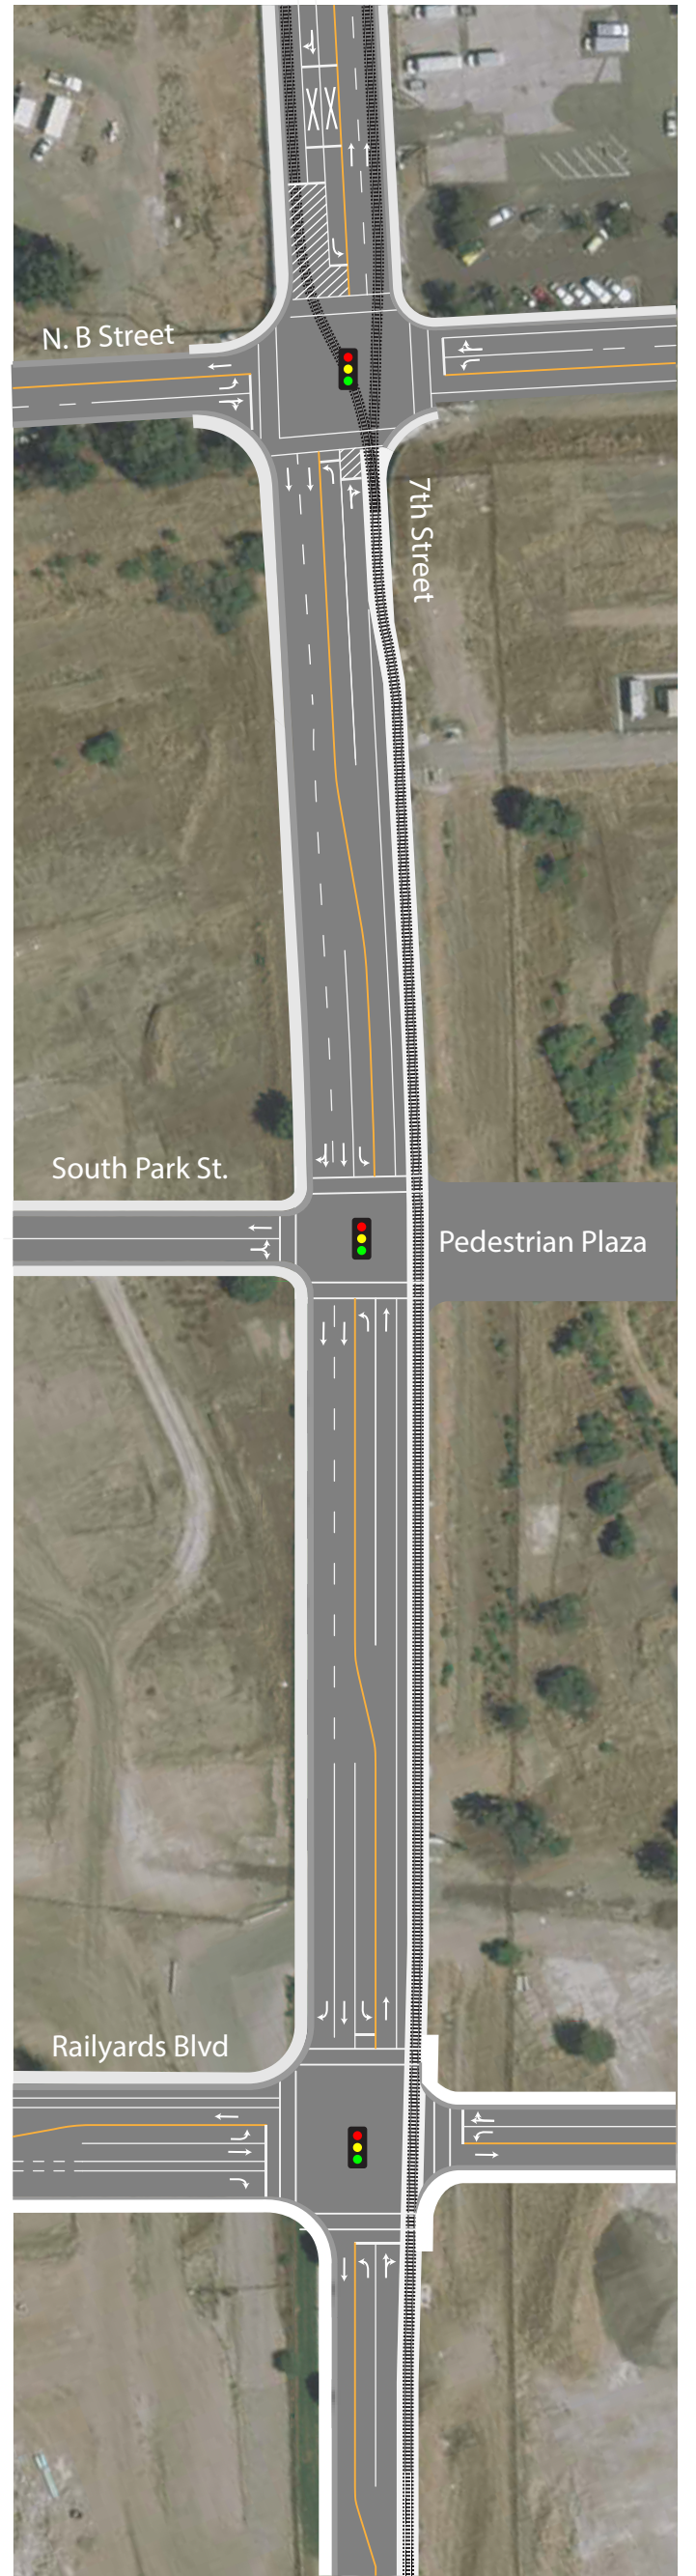 N. B Street
7th Street
South Park St.
Pedestrian Plaza
Railyards Blvd